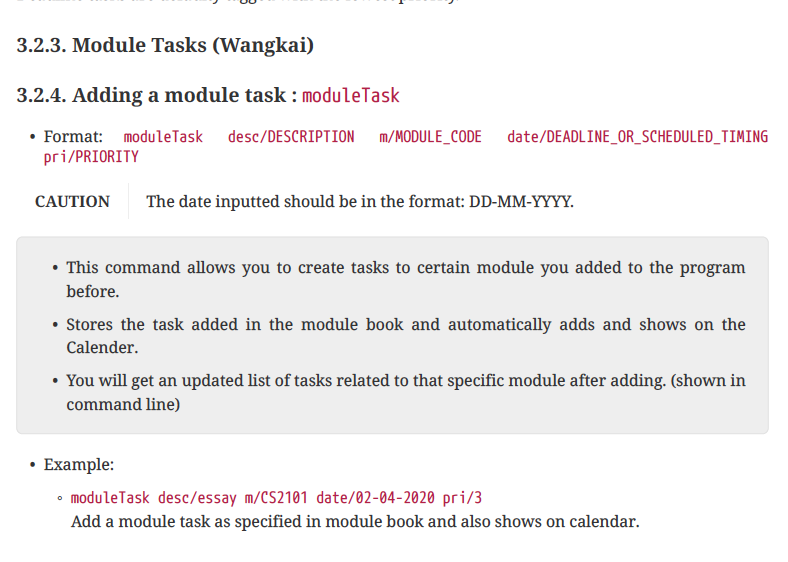 3.2.3. Module Tasks (Wangkai)
3.2.4. Adding a module task : moduleTask
• Format: moduleTask desc/DESCRIPTION m/MODULE_CODE date/DEADLINE_OR_SCHEDULED_TIMING
pri/PRIORITY
CAUTION The date inputted should be in the format: DD-MM-YYYY.
• This command allows you to create tasks to certain module you added to the program
before.
• Stores the task added in the module book and automatically adds and shows on the
Calender.
• You will get an updated list of tasks related to that specific module after adding. (shown in
command line)
• Example:
◦ moduleTask desc/essay m/CS2101 date/02-04-2020 pri/3
Add a module task as specified in module book and also shows on calendar.